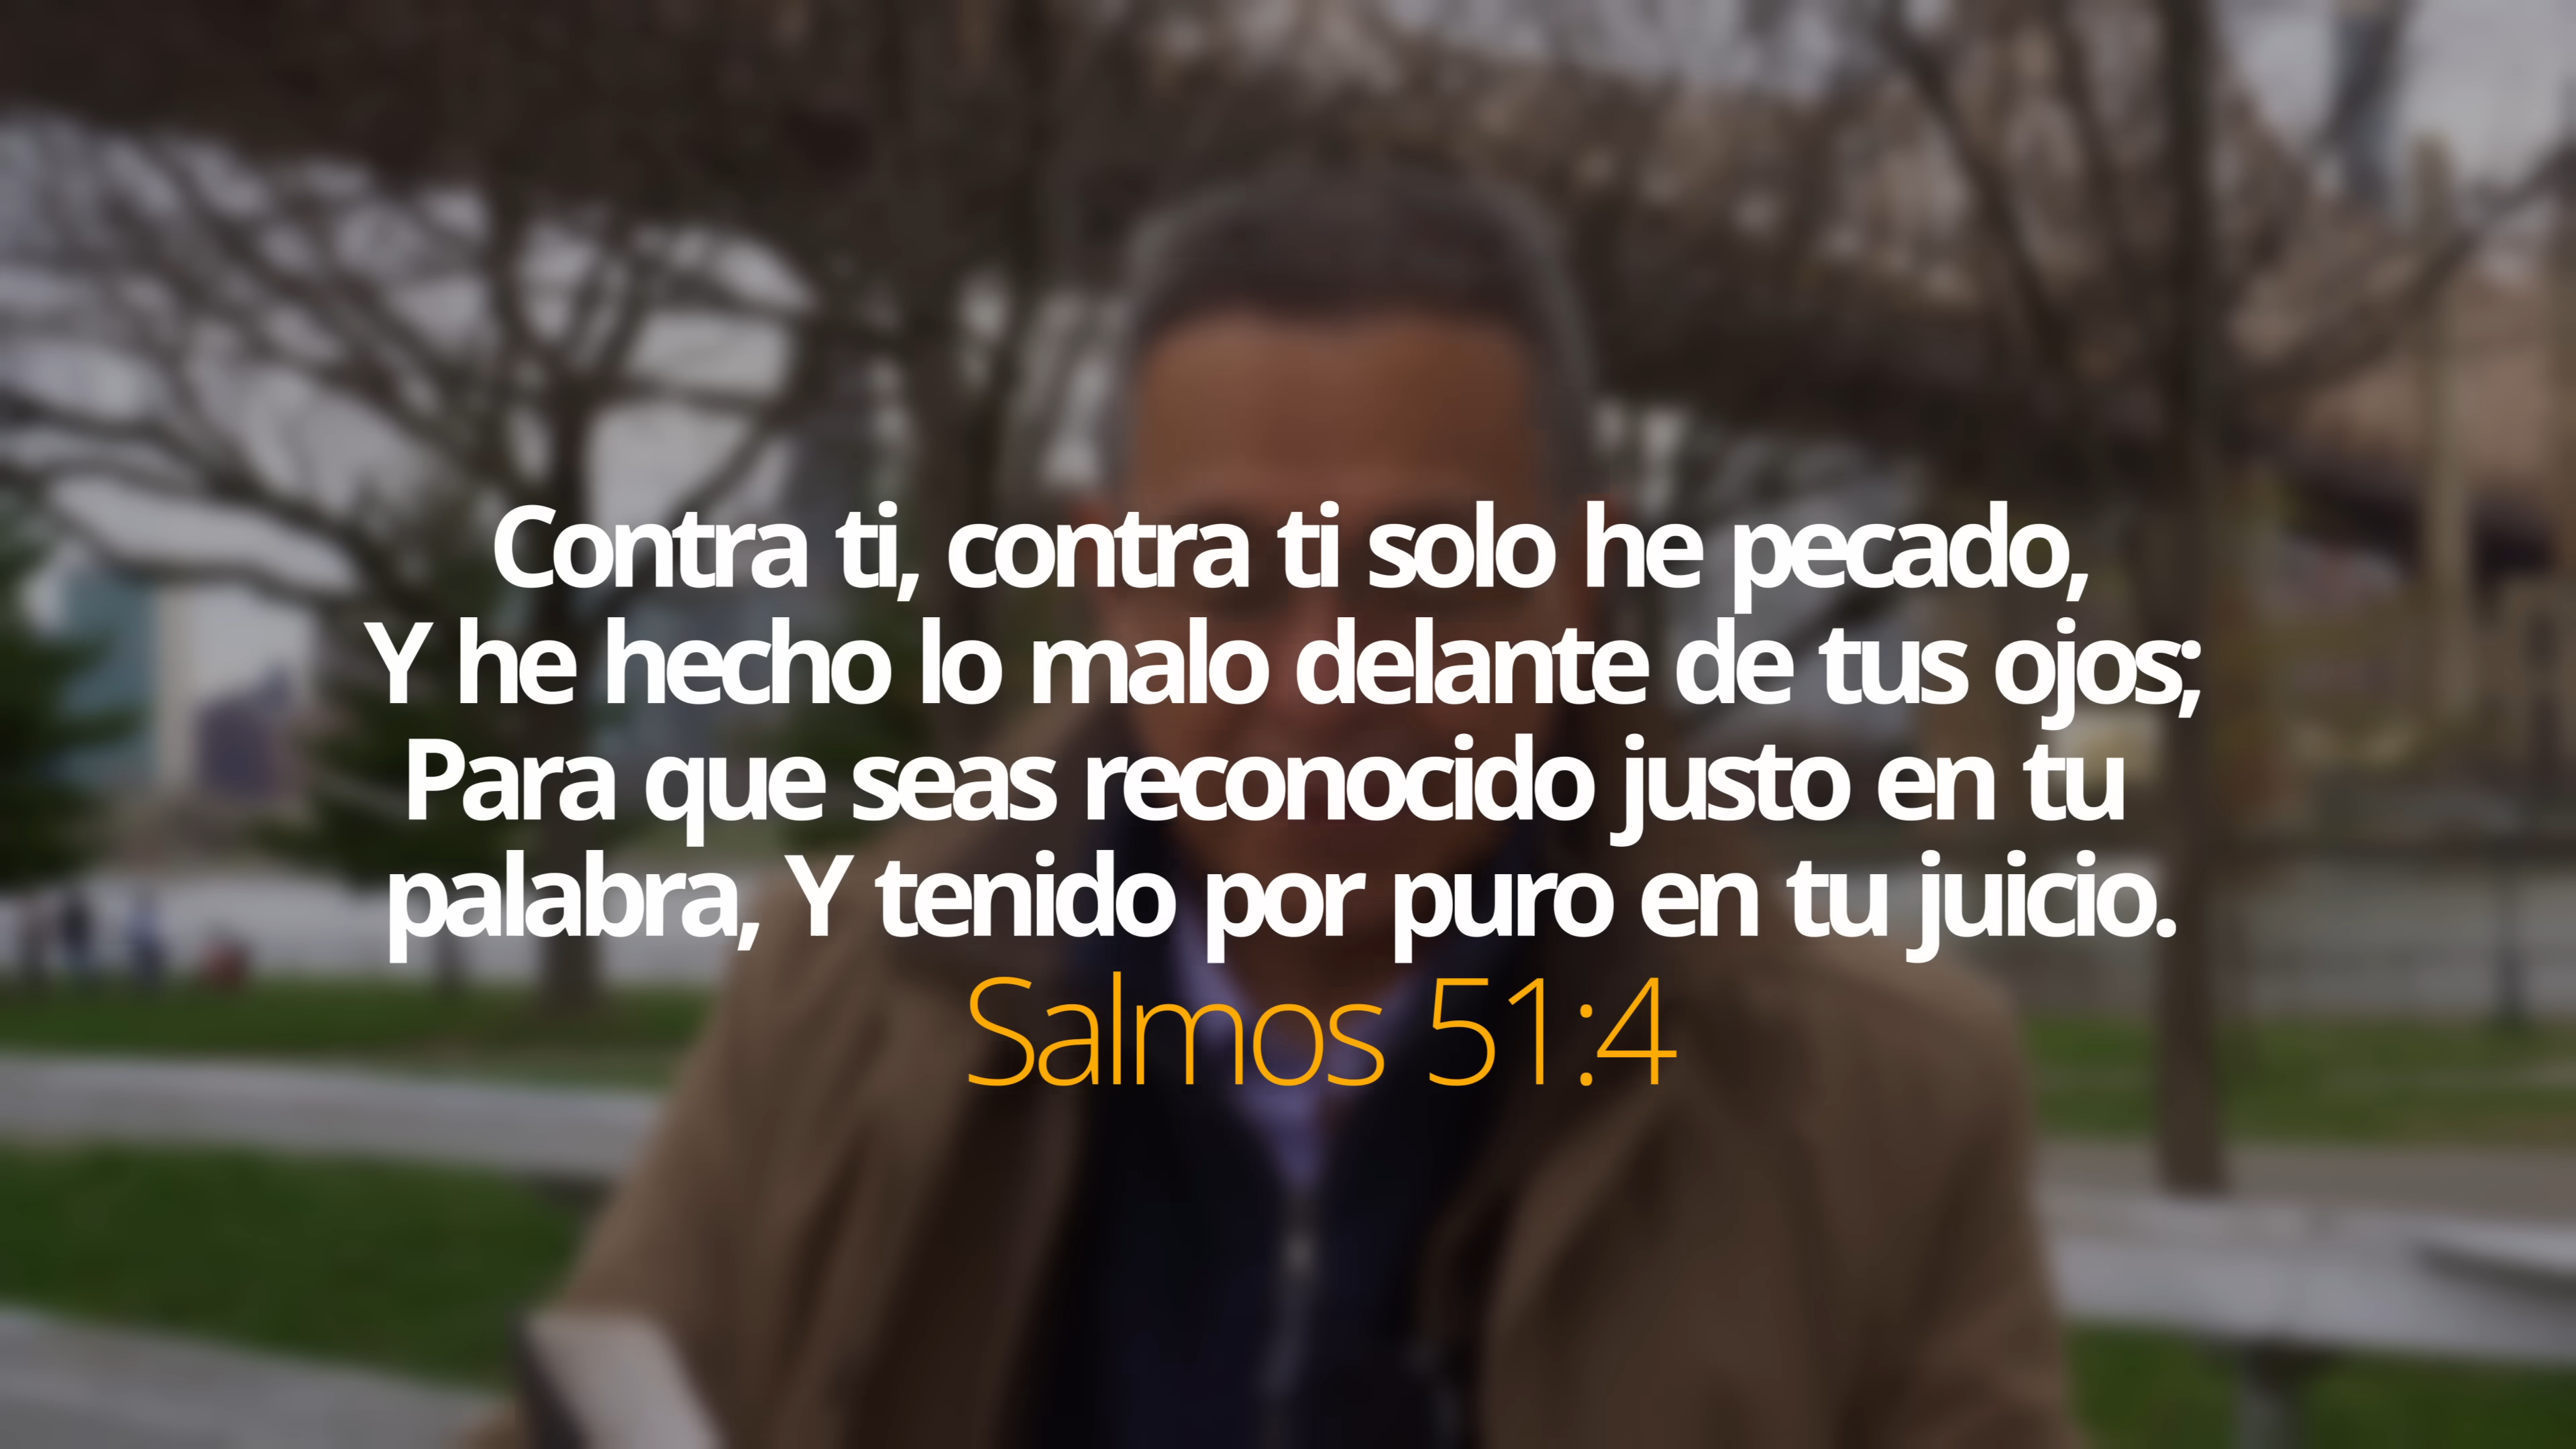 Contra ti, contra ti solo he pecado,
Y he hecho lo malo delante de tus ojos;
Para que seas reconocido justo en tu
palabra, Y tenido por puro en tu juicio.
Salmos 51:4